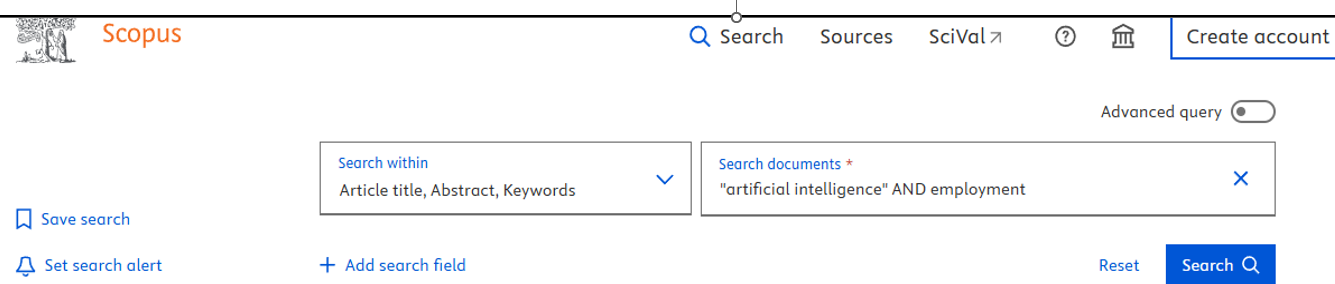 Scopus
Search Sources SciVal Create account
Advanced query
Search within
Article title, Abstract, Keywords
Search documents *
"artificial intelligence" AND employment
Save search
Set search alert
+ Add search field
Reset Search